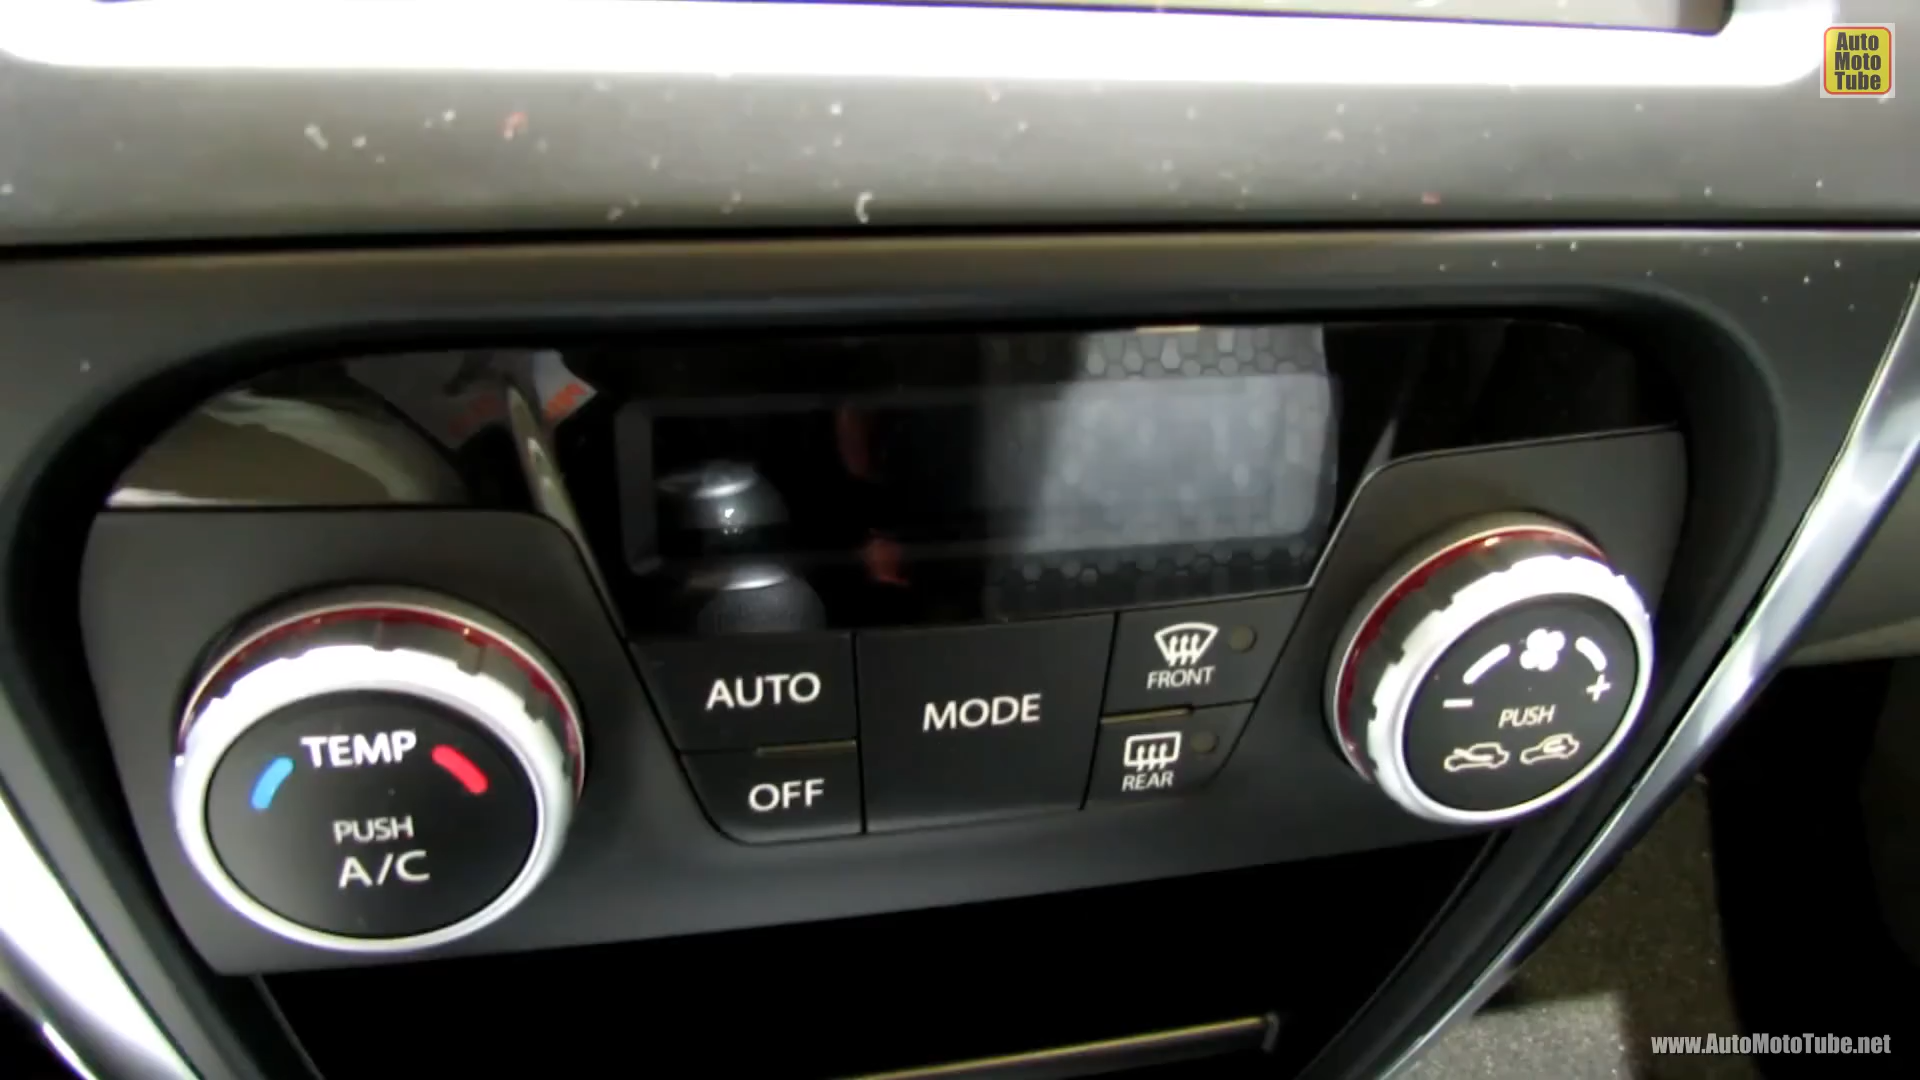 Auto
Moto
Tube
AUTO
MODE
FRONT
REAR
OFF
TEMP
PUSH
A/C
PUSH
- +
www.AutoMotoTube.net